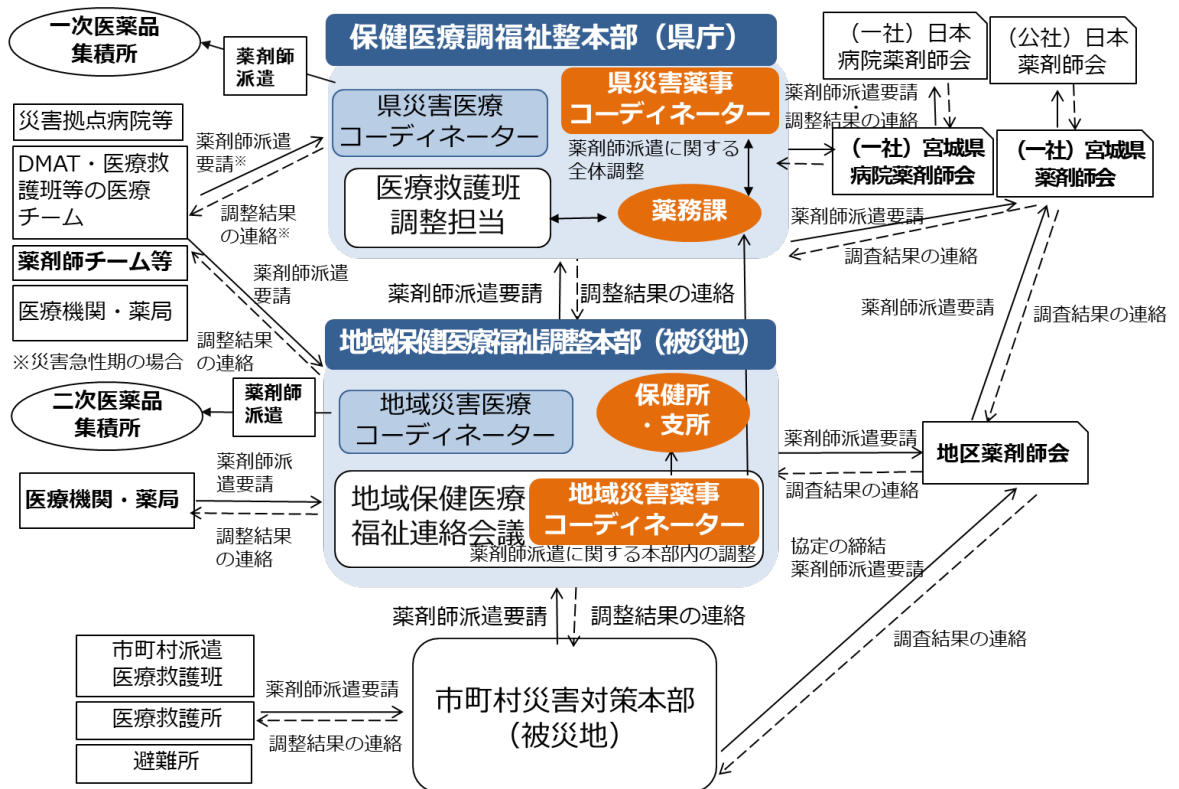 一次医薬品
集積所
薬剤師
派遣
保健医療調福祉整本部（県庁）
県災害医療
コーディネーター
県災害薬事
コーディネーター
薬剤師派遣に関する
全体調整
医療救護班
調整担当
薬務課
（一社）日本
病院薬剤師会
（公社）日本
薬剤師会
薬剤師派遣要請
・
調整結果の連絡
（一社）宮城県
病院薬剤師会
（一社）宮城県
薬剤師会
薬剤師派遣要請
調査結果の連絡
災害拠点病院等
DMAT・医療救
護班等の医療
チーム
薬剤師チーム等
医療機関・薬局
※災害急性期の場合
薬剤師派遣
要請※
調整結果
の連絡※
薬剤師派遣
要請
調整結果
の連絡
薬剤師派遣要請
調整結果の連絡
薬剤師派遣要請
調査結果の連絡
地域保健医療福祉調整本部（被災地）
二次医薬品
集積所
薬剤師
派遣
地域災害医療
コーディネーター
保健所
・支所
地域保健医療
福祉連絡会議
地域災害薬事
コーディネーター
薬剤師派遣に関する本部内の調整
医療機関・薬局
薬剤師派
遣要請
調整結果
の連絡
薬剤師派遣要請
調査結果の連絡
地区薬剤師会
協定の締結
薬剤師派遣要請
調査結果の連絡
薬剤師派遣要請
調整結果の連絡
市町村派遣
医療救護班
医療救護所
避難所
薬剤師派遣要請
調整結果の連絡
市町村災害対策本部
（被災地）